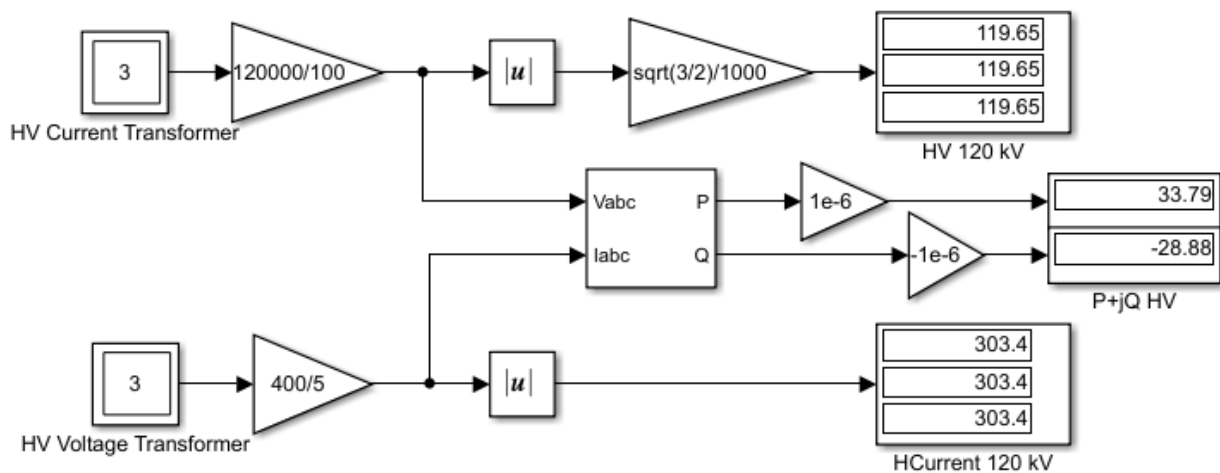 3
HV Current Transformer
120000/100
|u|
sqrt(3/2)/1000
119.65
119.65
119.65
HV 120 kV
Vabc
Iabc
P
Q
1e-6
-1e-6
33.79
-28.88
P+jQ HV
3
HV Voltage Transformer
400/5
|u|
303.4
303.4
303.4
HCurrent 120 kV